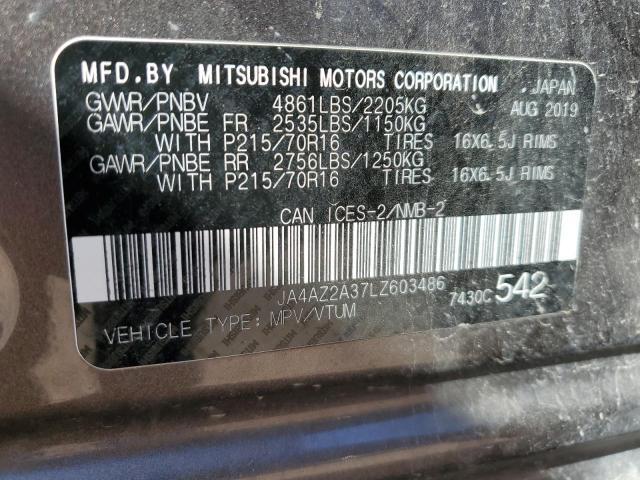 MFD.BY MITSUBISHI MOTORS CORPORATION JAPAN
GVWR/PNBV 4861LBS/2205KG AUG 2019
GAWR/PNBE FR 2535LBS/1150KG
WITH P215/70R16 TIRES 16X6.5J RIMS
GAWR/PNBE RR 2756LBS/1250KG
WITH P215/70R16 TIRES 16X6.5J RIMS
CAN ICES-2/NMB-2
JA4AZ2A37LZ603486 7430C 542
VEHICLE TYPE: MPV/VTUM